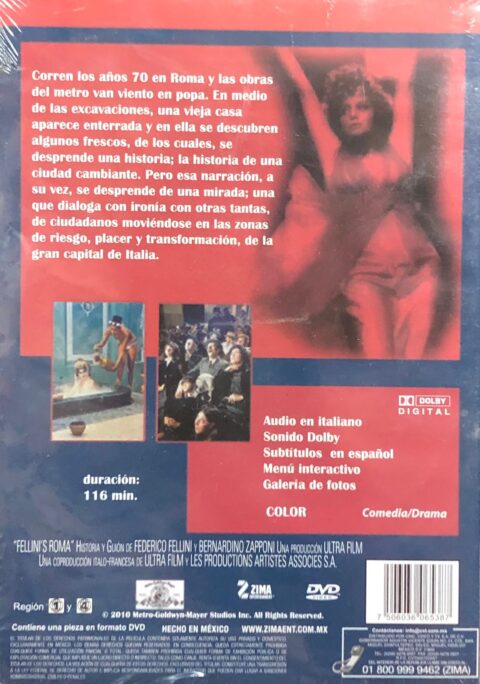 Corren los años 70 en Roma y las obras
del metro van viento en popa. En medio
de las excavaciones, una vieja casa
aparece enterrada y en ella se descubren
algunos frescos, de los cuales, se
desprende una historia; la historia de una
ciudad cambiante. Pero esa narración, a
su vez, se desprende de una mirada; una
que dialoga con ironía con otras tantas,
de ciudadanos moviéndose en las zonas
de riesgo, placer y transformación, de la
gran capital de Italia.
DOLBY
DIGITAL
Audio en italiano
Sonido Dolby
Subtítulos en español
Menú interactivo
Galería de fotos
duración:
116 min.
COLOR Comedia/Drama
"FELLINI'S ROMA" HISTORIA Y GUIÓN DE FEDERICO FELLINI Y BERNARDINO ZAPPONI UNA PRODUCCIÓN ULTRA FILM
UNA COPRODUCCIÓN ITALO-FRANCESA DE ULTRA FILM Y LES PRODUCTIONS ARTISTES ASSOCIES S.A.
ZIMA
DVD
VIDEO
Región 1 y 4
© 2010 Metro-Goldwyn-Mayer Studios Inc. All Rights Reserved.
Contiene una pieza en formato DVD HECHO EN MÉXICO WWW.ZIMAENT.COM.MX
7506036065387
01 800 999 9462 (ZIMA)